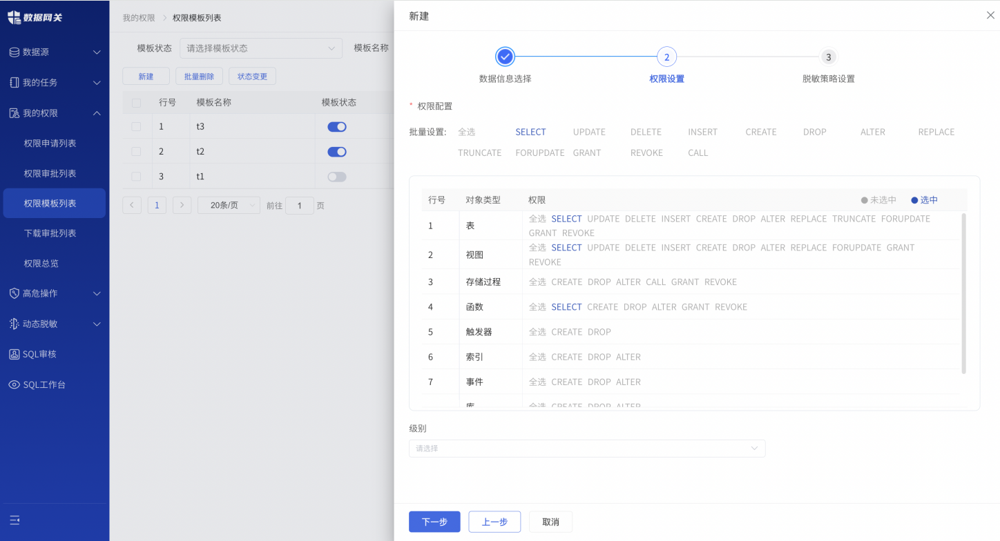 数据网关
数据源
我的任务
我的权限
权限申请列表
权限审批列表
权限模板列表
下载审批列表
权限总览
高危操作
动态脱敏
SQL审核
SQL工作台
我的权限 > 权限模板列表
模板状态 请选择模板状态 模板名称
新建 批量删除 状态变更
行号 模板名称 模板状态
1 t3
2 t2
3 t1
1 20条/页 前往 1 页
新建
2 3
数据信息选择 权限设置 脱敏策略设置
* 权限配置
批量设置: 全选 SELECT UPDATE DELETE INSERT CREATE DROP ALTER REPLACE
TRUNCATE FORUPDATE GRANT REVOKE CALL
行号 对象类型 权限 未选中 选中
1 表 全选 SELECT UPDATE DELETE INSERT CREATE DROP ALTER REPLACE TRUNCATE FORUPDATE
GRANT REVOKE
2 视图 全选 SELECT UPDATE DELETE INSERT CREATE DROP ALTER REPLACE FORUPDATE GRANT
REVOKE
3 存储过程 全选 CREATE DROP ALTER CALL GRANT REVOKE
4 函数 全选 SELECT CREATE DROP ALTER GRANT REVOKE
5 触发器 全选 CREATE DROP
6 索引 全选 CREATE DROP ALTER
7 事件 全选 CREATE DROP ALTER
库 全选 CREATE DROP ALTER
级别
请选择
下一步 上一步 取消